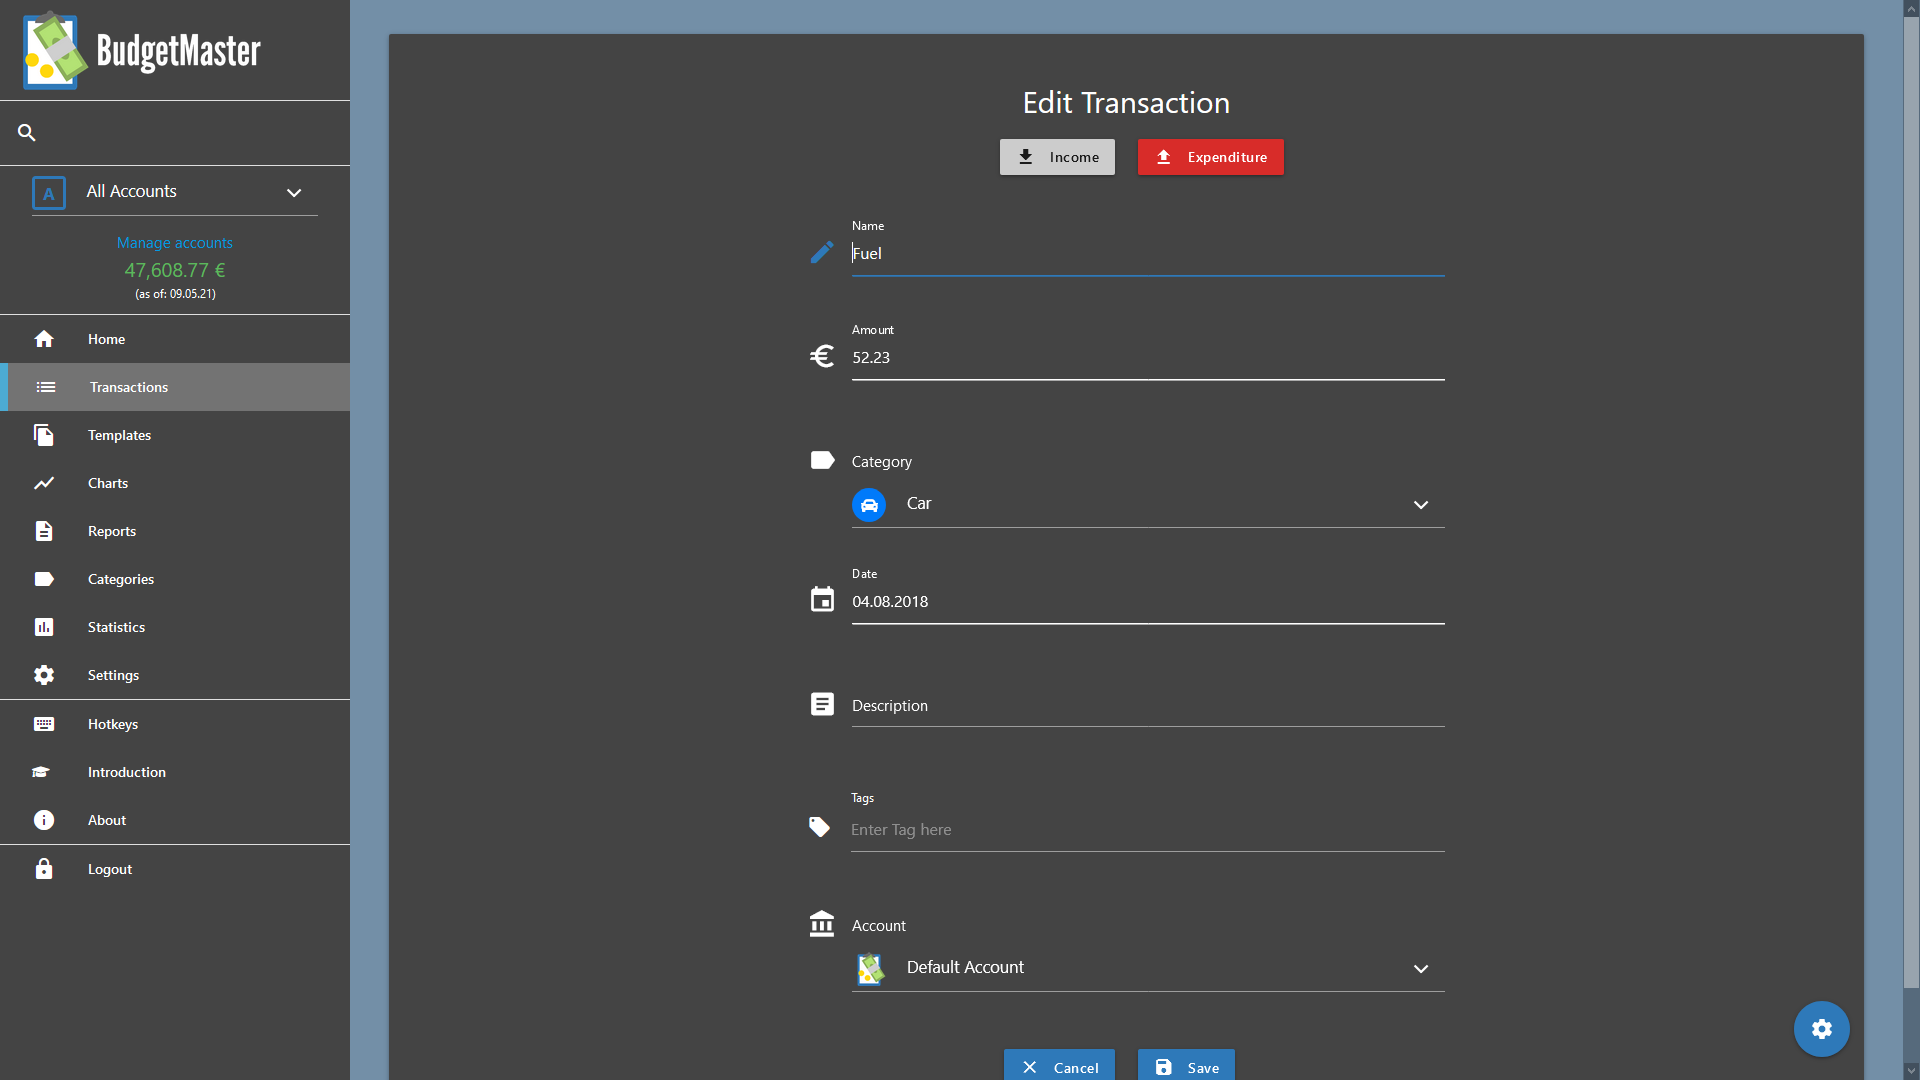 BudgetMaster
A All Accounts
Manage accounts
47,608.77 €
(as of: 09.05.21)
Home
Transactions
Templates
Charts
Reports
Categories
Statistics
Settings
Hotkeys
Introduction
About
Logout
Edit Transaction
Income Expenditure
Name
Fuel
Amount
52.23
Category
Car
Date
04.08.2018
Description
Tags
Enter Tag here
Account
Default Account
Cancel Save